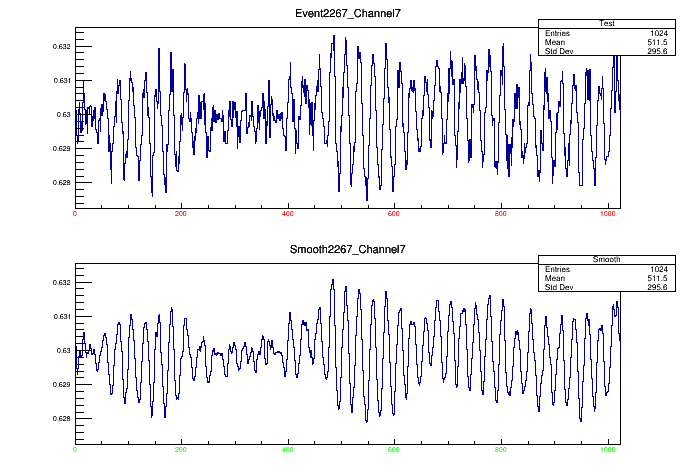 Event2267_Channel7
Test
Entries 1024
Mean 511.5
Std Dev 295.6
0.632
0.631
0.63
0.629
0.628
0 200 400 600 800 1000
Smooth2267_Channel7
Smooth
Entries 1024
Mean 511.5
Std Dev 295.6
0.632
0.631
0.63
0.629
0.628
0 200 400 600 800 1000